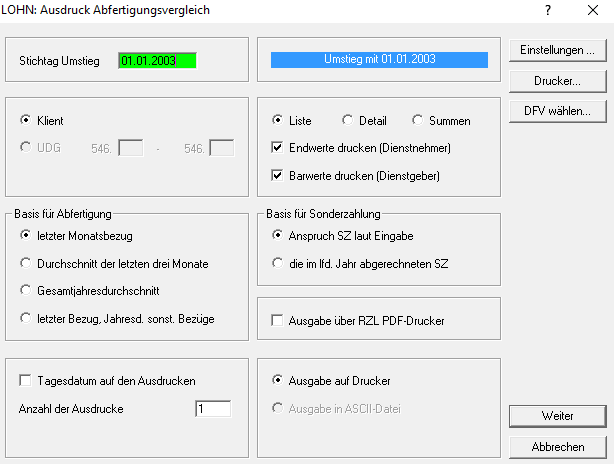 LOHN: Ausdruck Abfertigungsvergleich
Stichtag Umstieg 01.01.2003
Umstieg mit 01.01.2003
Einstellungen ...
Drucker...
DFV wählen...
Klient
UDG 546. - 546.
Liste Detail Summen
Endwerte drucken (Dienstnehmer)
Barwerte drucken (Dienstgeber)
Basis für Abfertigung
letzter Monatsbezug
Durchschnitt der letzten drei Monate
Gesamtjahresdurchschnitt
letzter Bezug, Jahresd. sonst. Bezüge
Basis für Sonderzahlung
Anspruch SZ laut Eingabe
die im lfd. Jahr abgerechneten SZ
Ausgabe über RZL PDF-Drucker
Tagesdatum auf den Ausdrucken
Anzahl der Ausdrucke 1
Ausgabe auf Drucker
Ausgabe in ASCII-Datei
Weiter
Abbrechen